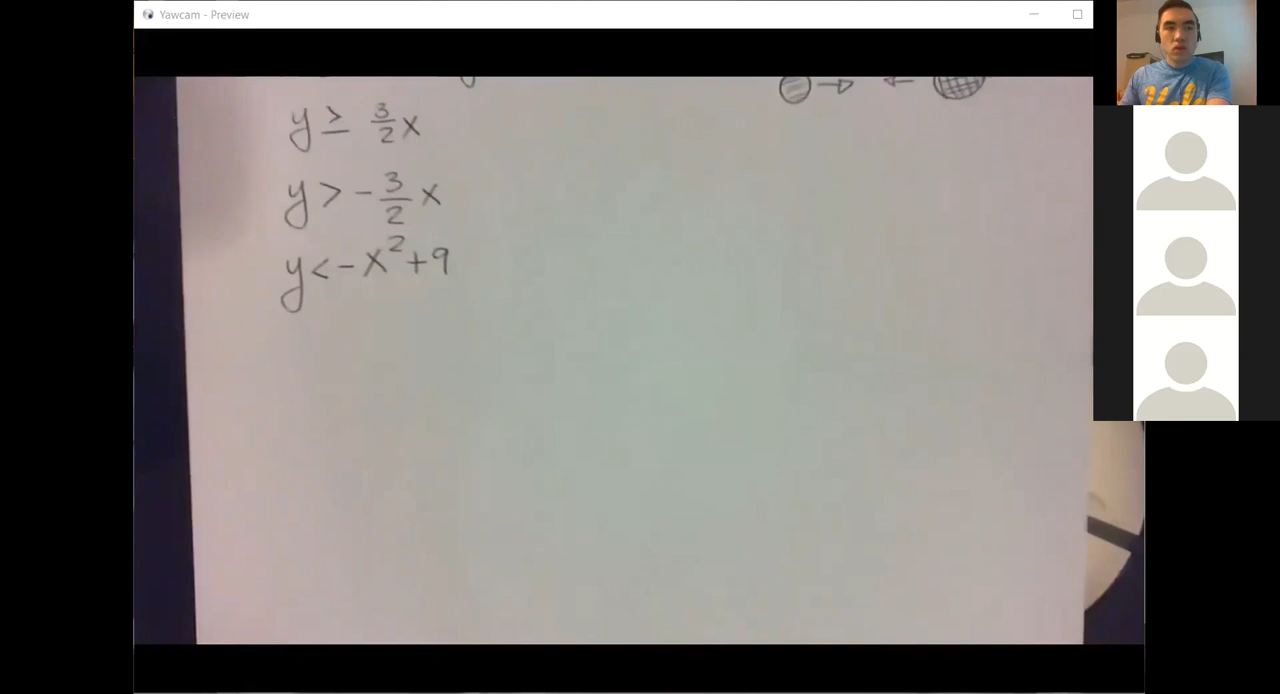 Yawcam - Preview
y ≥ 3/2 x
y > - 3/2 x
y < - x² + 9